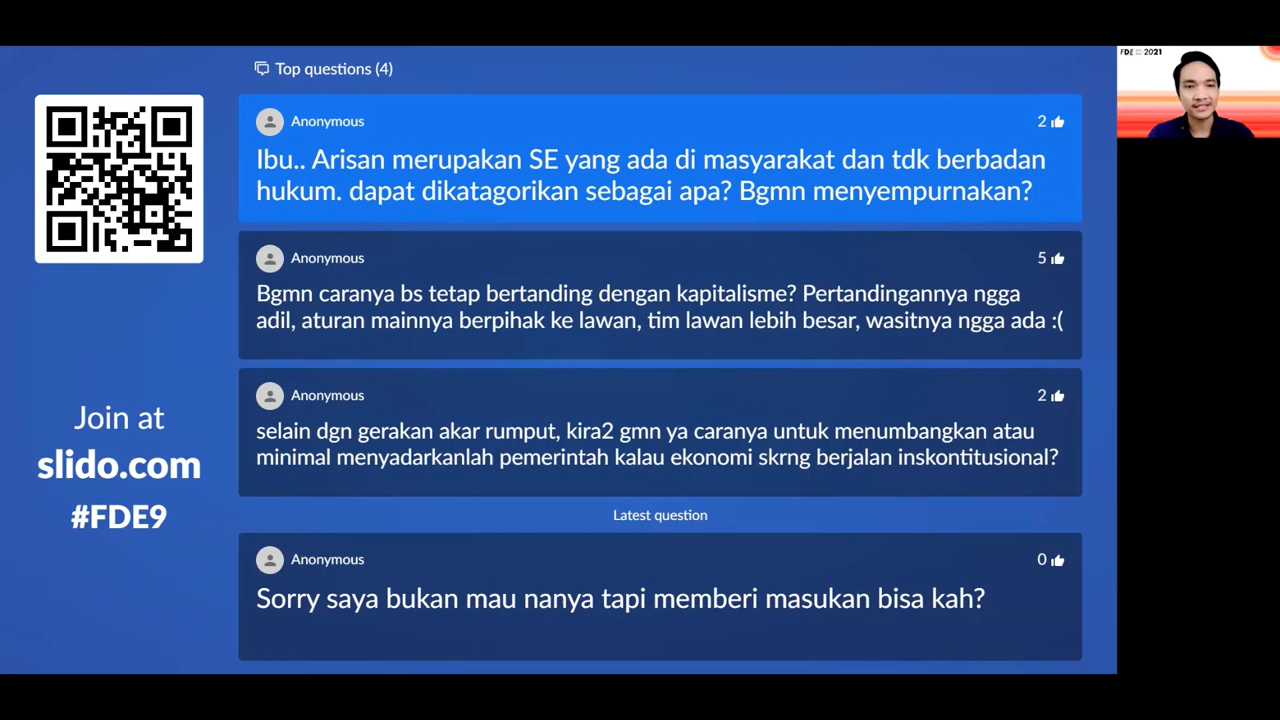 Top questions (4)
Anonymous
2
Ibu.. Arisan merupakan SE yang ada di masyarakat dan tdk berbadan
hukum. dapat dikatagorikan sebagai apa? Bgmn menyempurnakan?
Anonymous
5
Bgmn caranya bs tetap bertanding dengan kapitalisme? Pertandingannya ngga
adil, aturan mainnya berpihak ke lawan, tim lawan lebih besar, wasitnya ngga ada :(
Anonymous
2
selain dgn gerakan akar rumput, kira2 gmn ya caranya untuk menumbangkan atau
minimal menyadarkanlah pemerintah kalau ekonomi skrng berjalan inskontitusional?
Latest question
Anonymous
0
Sorry saya bukan mau nanya tapi memberi masukan bisa kah?
Join at
slido.com
#FDE9
FDE 2021